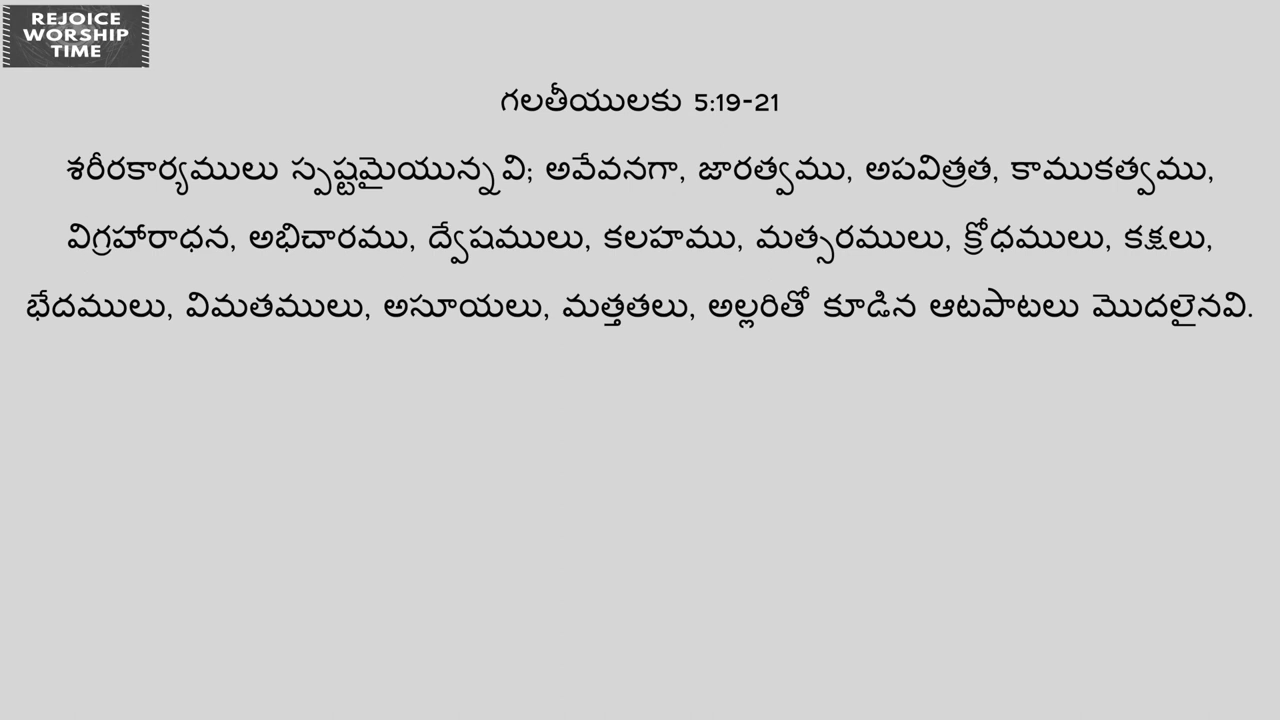 REJOICE
WORSHIP
TIME
గలతీయులకు 5:19-21
శరీరకార్యములు స్పష్టమైయున్నవి; అవేవనగా, జారత్వము, అపవిత్రత, కాముకత్వము,
విగ్రహారాధన, అభిచారము, ద్వేషములు, కలహము, మత్సరములు, క్రోధములు, కక్షలు,
భేదములు, విమతములు, అసూయలు, మత్తతలు, అల్లరితో కూడిన ఆటపాటలు మొదలైనవి.